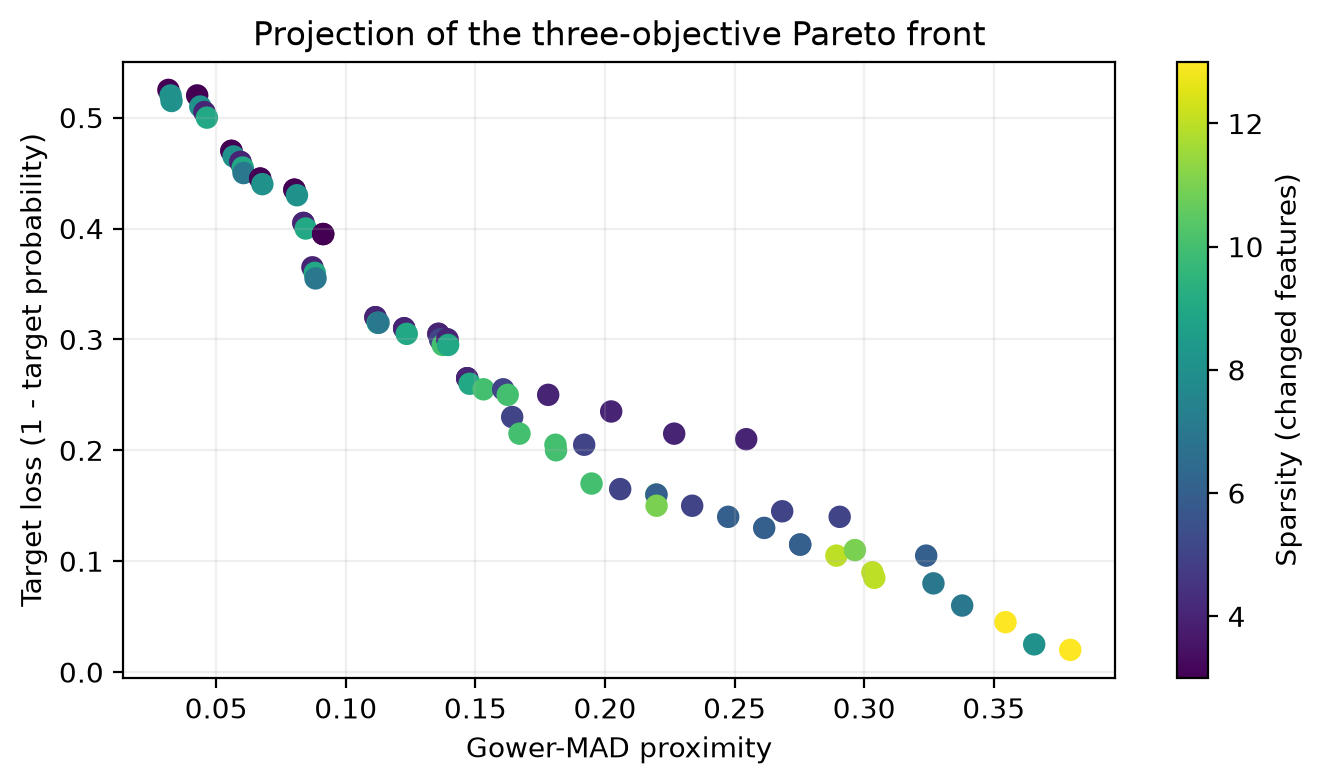 Projection of the three-objective Pareto front
Target loss (1 - target probability)
0.5
0.4
0.3
0.2
0.1
0.0
0.05 0.10 0.15 0.20 0.25 0.30 0.35
Gower-MAD proximity
12
10
8
6
4
Sparsity (changed features)